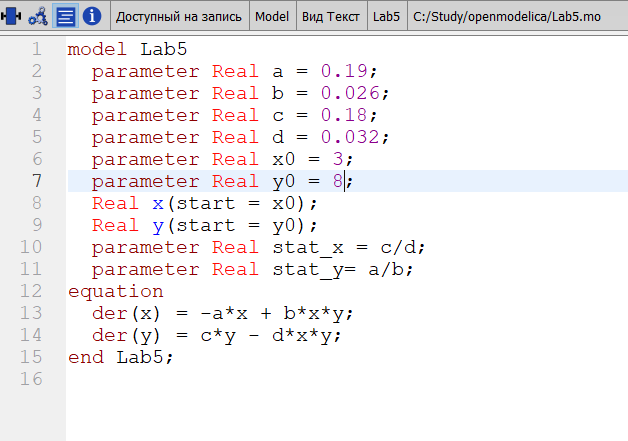 Доступный на запись Model Вид Текст Lab5 C:/Study/openmodelica/Lab5.mo
1 model Lab5
2   parameter Real a = 0.19;
3   parameter Real b = 0.026;
4   parameter Real c = 0.18;
5   parameter Real d = 0.032;
6   parameter Real x0 = 3;
7   parameter Real y0 = 8;
8   Real x(start = x0);
9   Real y(start = y0);
10   parameter Real stat_x = c/d;
11   parameter Real stat_y= a/b;
12 equation
13   der(x) = -a*x + b*x*y;
14   der(y) = c*y - d*x*y;
15 end Lab5;
16